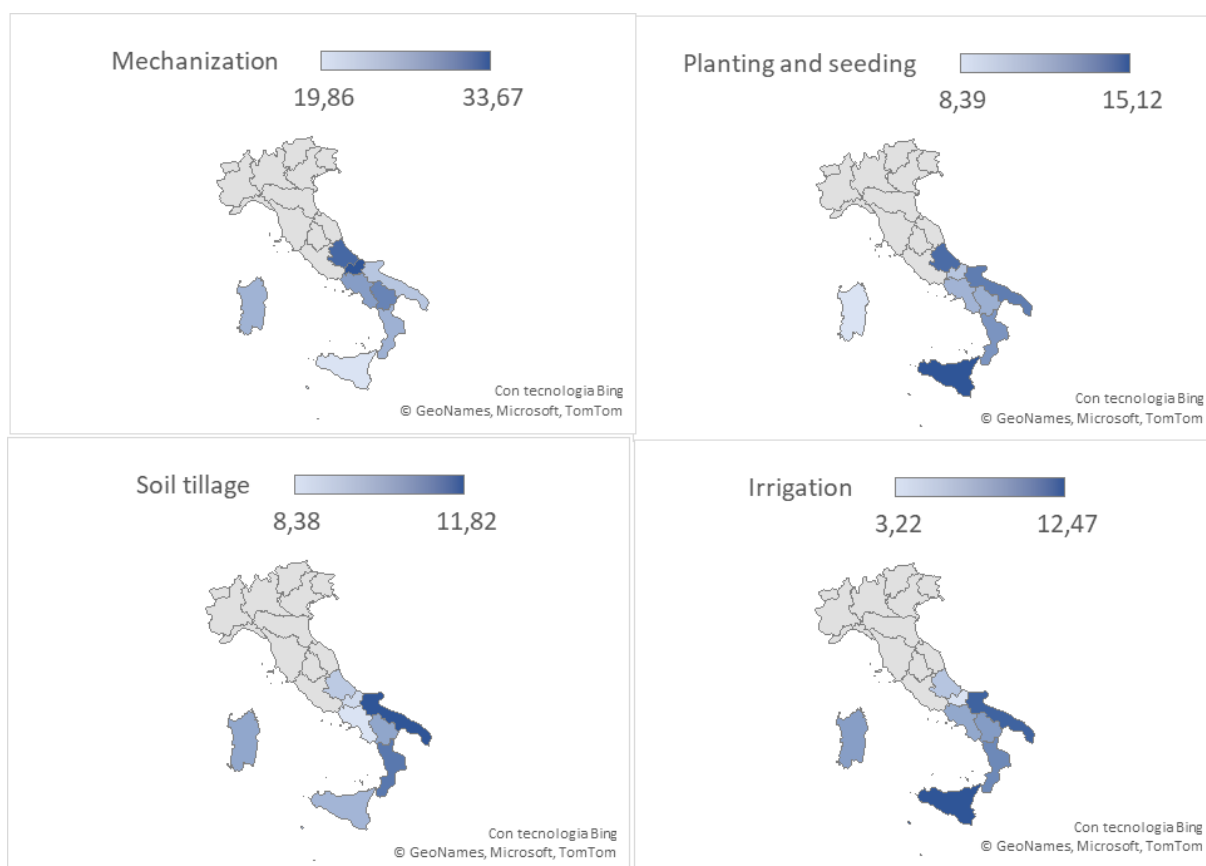 Mechanization
19,86 33,67
Con tecnologia Bing
© GeoNames, Microsoft, TomTom
Planting and seeding
8,39 15,12
Con tecnologia Bing
© GeoNames, Microsoft, TomTom
Soil tillage
8,38 11,82
Con tecnologia Bing
© GeoNames, Microsoft, TomTom
Irrigation
3,22 12,47
Con tecnologia Bing
© GeoNames, Microsoft, TomTom